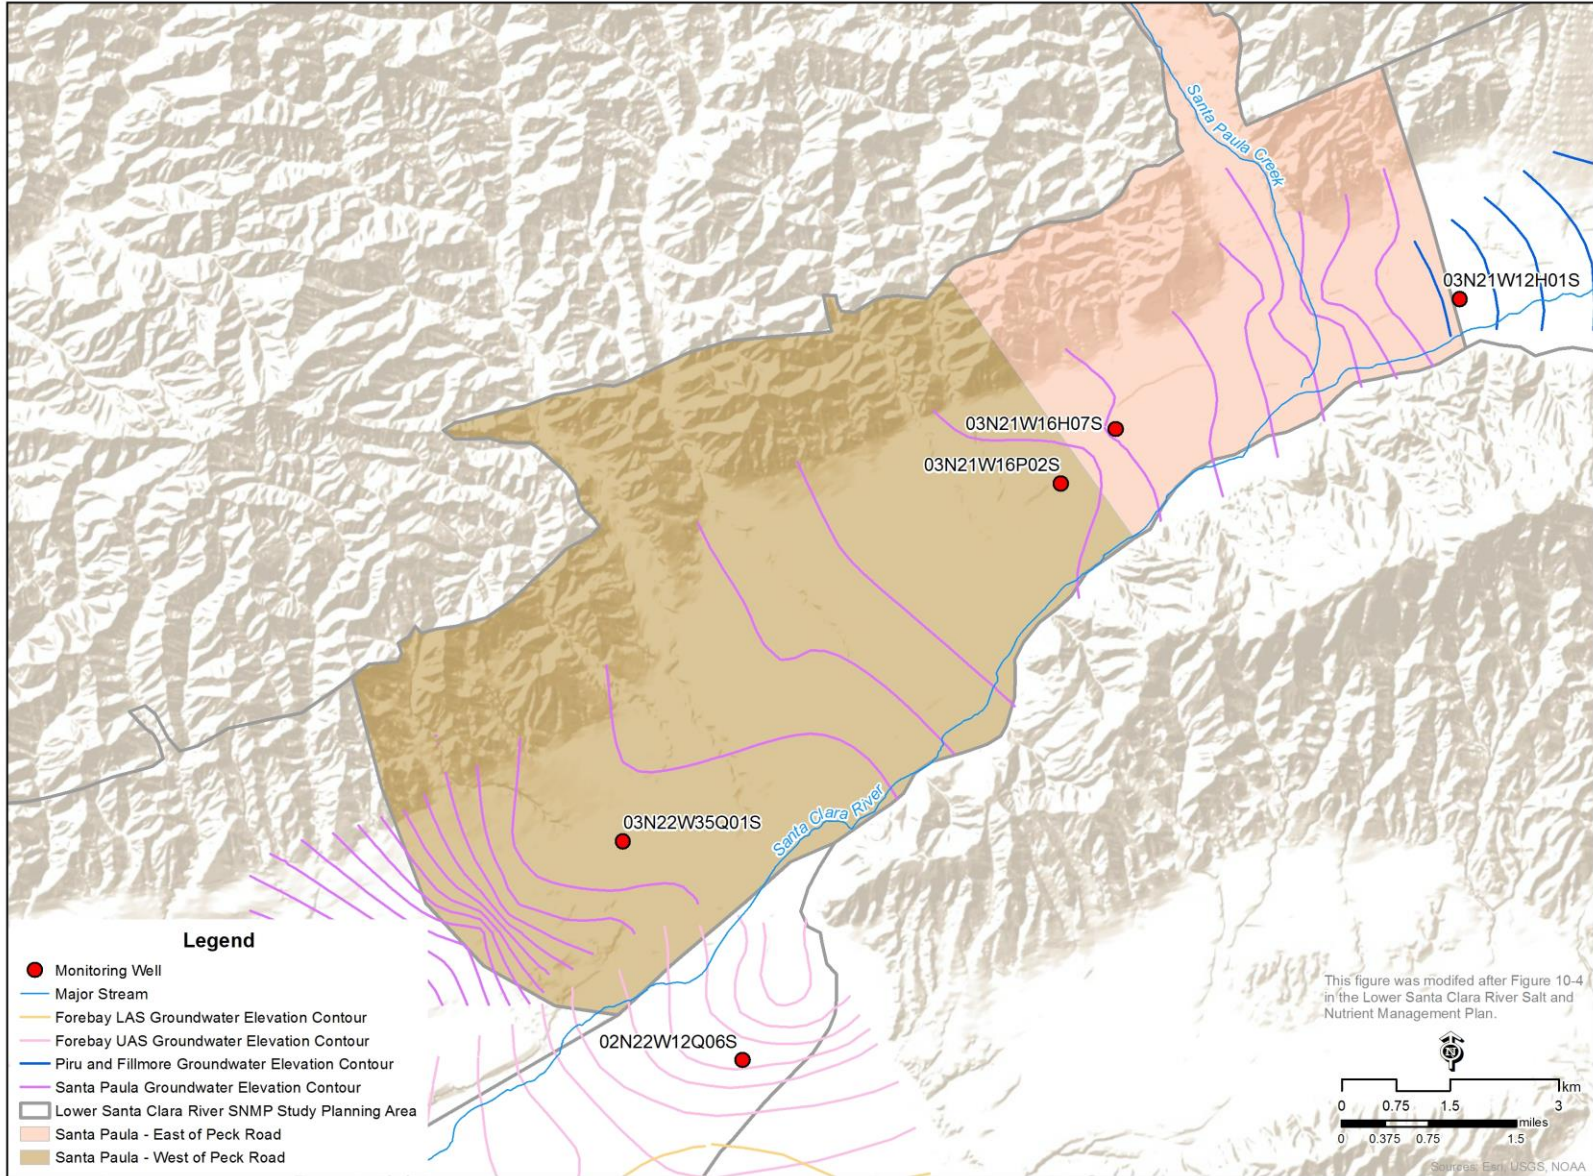 Santa Paula Creek
03N21W12H01S
03N21W16H07S
03N21W16P02S
03N22W35Q01S
Santa Clara River
02N22W12Q06S
Legend
Monitoring Well
Major Stream
Forebay LAS Groundwater Elevation Contour
Forebay UAS Groundwater Elevation Contour
Piru and Fillmore Groundwater Elevation Contour
Santa Paula Groundwater Elevation Contour
Lower Santa Clara River SNMP Study Planning Area
Santa Paula - East of Peck Road
Santa Paula - West of Peck Road
This figure was modifed after Figure 10-4
in the Lower Santa Clara River Salt and
Nutrient Management Plan.
N
km
0 0.75 1.5 3
miles
0 0.375 0.75 1.5
Sources: Esri, USGS, NOAA